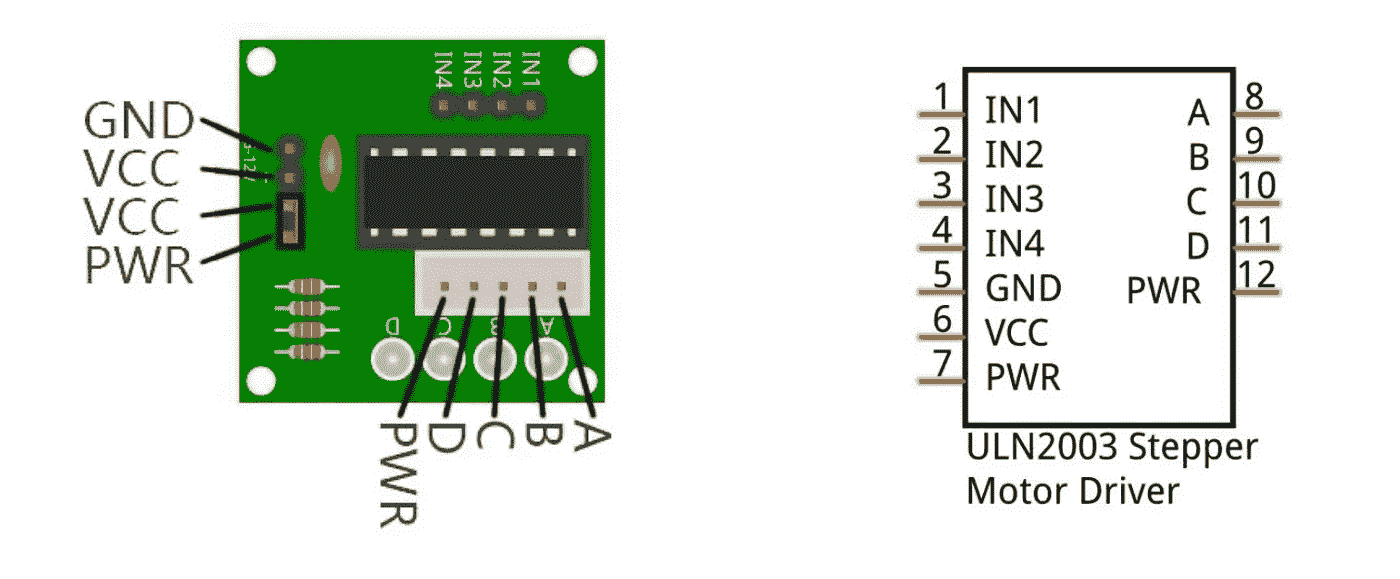 IN4
IN3
IN2
IN1
GND
VCC
VCC
PWR
D
C
B
A
PWR
D
C
B
A
1
IN1
A
8
2
IN2
B
9
3
IN3
C
10
4
IN4
D
11
5
GND
PWR
12
6
VCC
7
PWR
ULN2003 Stepper
Motor Driver